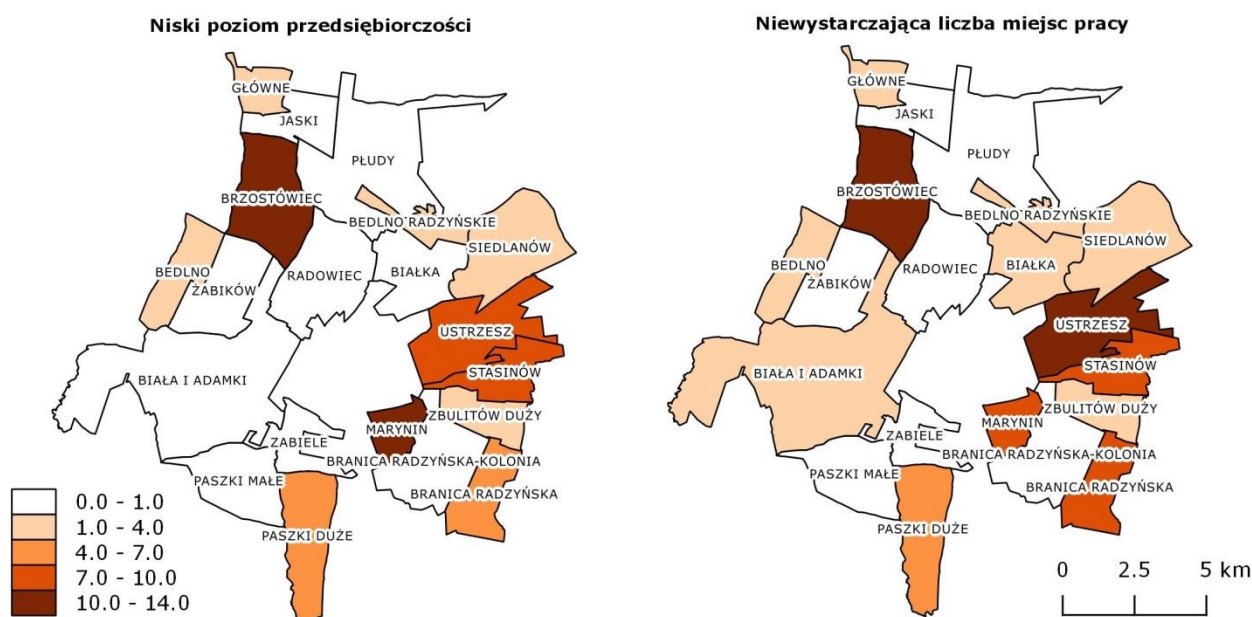 Niski poziom przedsiębiorczości
GŁÓWNE
JASKI
PŁUDY
BRZOSTÓWIEC
BEDLNO RADZYŃSKIE
SIEDLANÓW
BEDLNO
ŻABIKÓW
RADOWIEC
BIAŁKA
USTRZESZ
STASINÓW
BIAŁA I ADAMKI
ZBULITÓW DUŻY
MARYNIN
ZABIELE
BRANICA RADZYŃSKA-KOLONIA
PASZKI MAŁE
BRANICA RADZYŃSKA
PASZKI DUŻE
0.0 - 1.0
1.0 - 4.0
4.0 - 7.0
7.0 - 10.0
10.0 - 14.0
Niewystarczająca liczba miejsc pracy
GŁÓWNE
JASKI
PŁUDY
BRZOSTÓWIEC
BEDLNO RADZYŃSKIE
SIEDLANÓW
BEDLNO
ŻABIKÓW
RADOWIEC
BIAŁKA
USTRZESZ
STASINÓW
BIAŁA I ADAMKI
ZBULITÓW DUŻY
MARYNIN
ZABIELE
BRANICA RADZYŃSKA-KOLONIA
PASZKI MAŁE
BRANICA RADZYŃSKA
PASZKI DUŻE
0 2.5 5 km